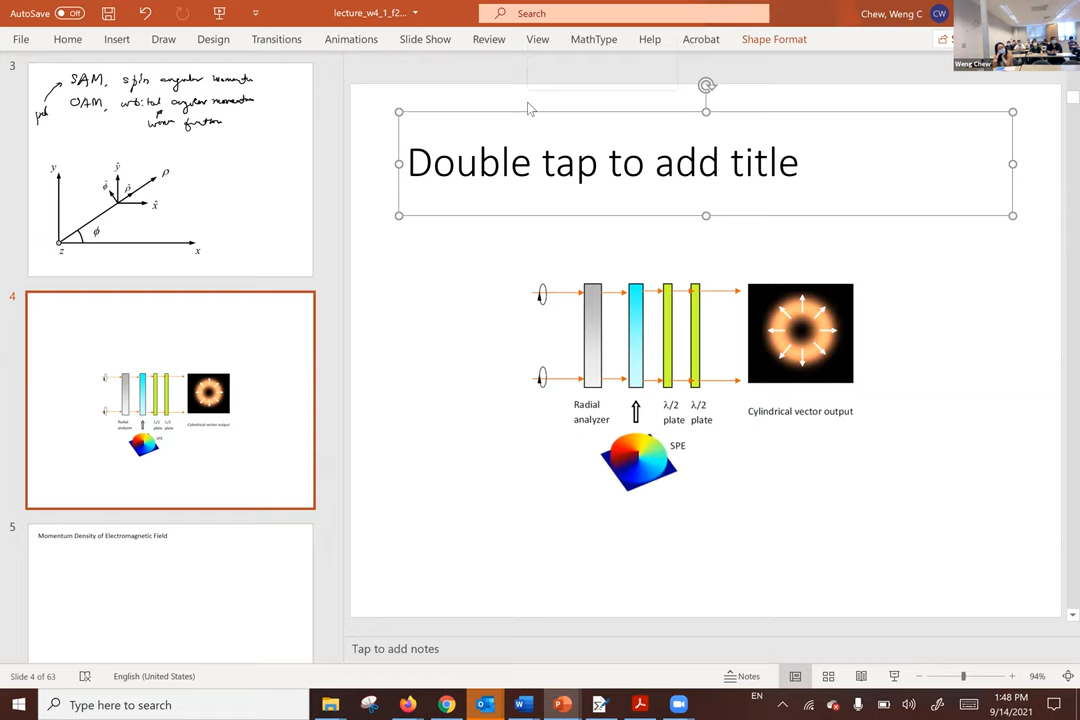 AutoSave Off
lecture_w4_1_f2...
Search
Chew, Weng C CW
File Home Insert Draw Design Transitions Animations Slide Show Review View MathType Help Acrobat Shape Format
Weng Chew
3
SAM, spin angular momentum
OAM, orbital angular momentum
wave function
y ŷ ρ
ϕ̂ ρ̂
x̂
ϕ
z x
4
Radial analyzer
λ/2 plate
λ/2 plate
Cylindrical vector output
SPE
5
Momentum Density of Electromagnetic Field
Double tap to add title
Radial
analyzer
λ/2
plate
λ/2
plate
Cylindrical vector output
SPE
Tap to add notes
Slide 4 of 63
English (United States)
Notes
94%
Type here to search
EN
1:48 PM
9/14/2021